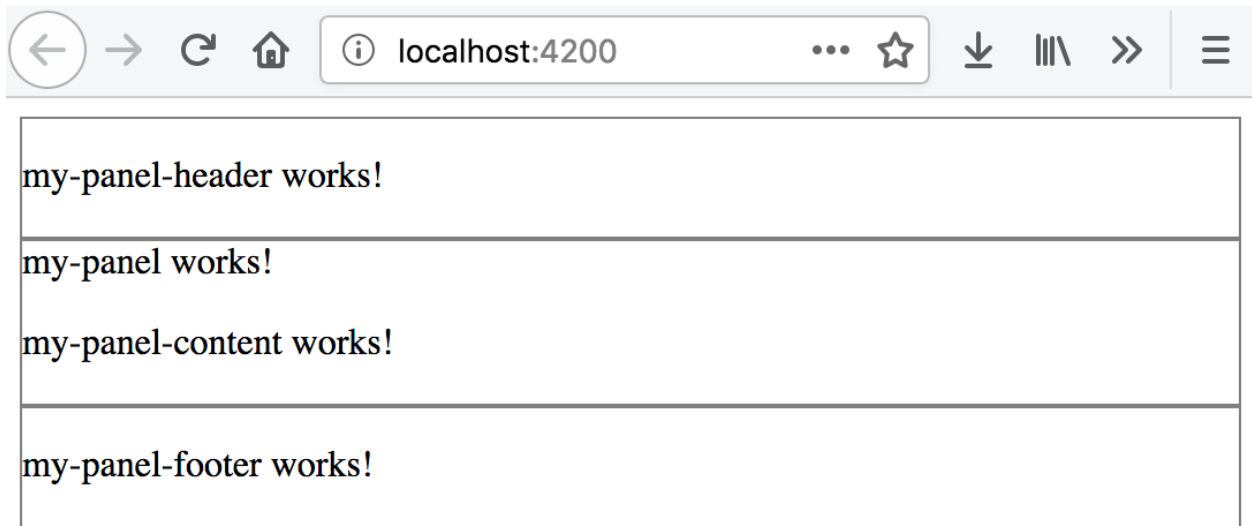 localhost:4200
my-panel-header works!
my-panel works!
my-panel-content works!
my-panel-footer works!